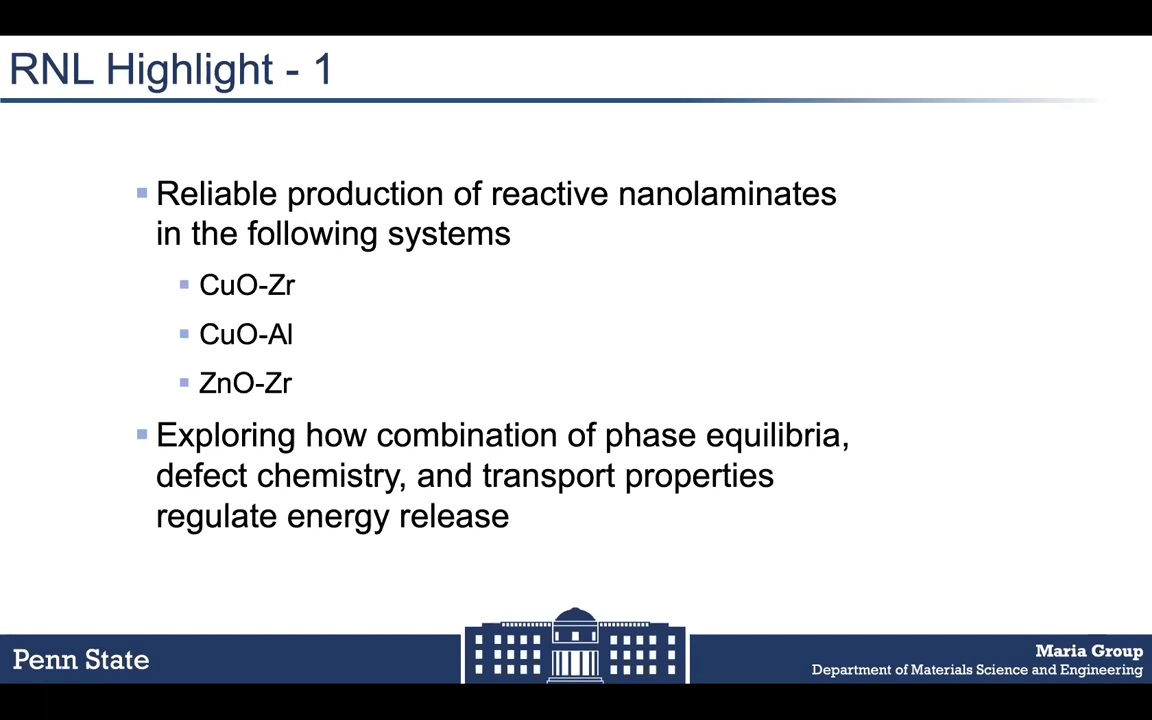 RNL Highlight - 1
Reliable production of reactive nanolaminates
in the following systems
CuO-Zr
CuO-Al
ZnO-Zr
Exploring how combination of phase equilibria,
defect chemistry, and transport properties
regulate energy release
Penn State
Maria Group
Department of Materials Science and Engineering